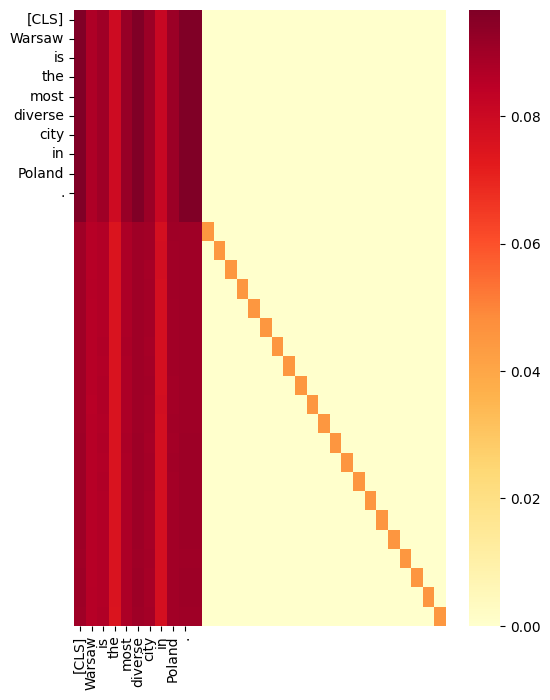 [CLS]
Warsaw
is
the
most
diverse
city
in
Poland
.
0.08
0.06
0.04
0.02
0.00
[CLS]
Warsaw
is
the
most
diverse
city
in
Poland
.